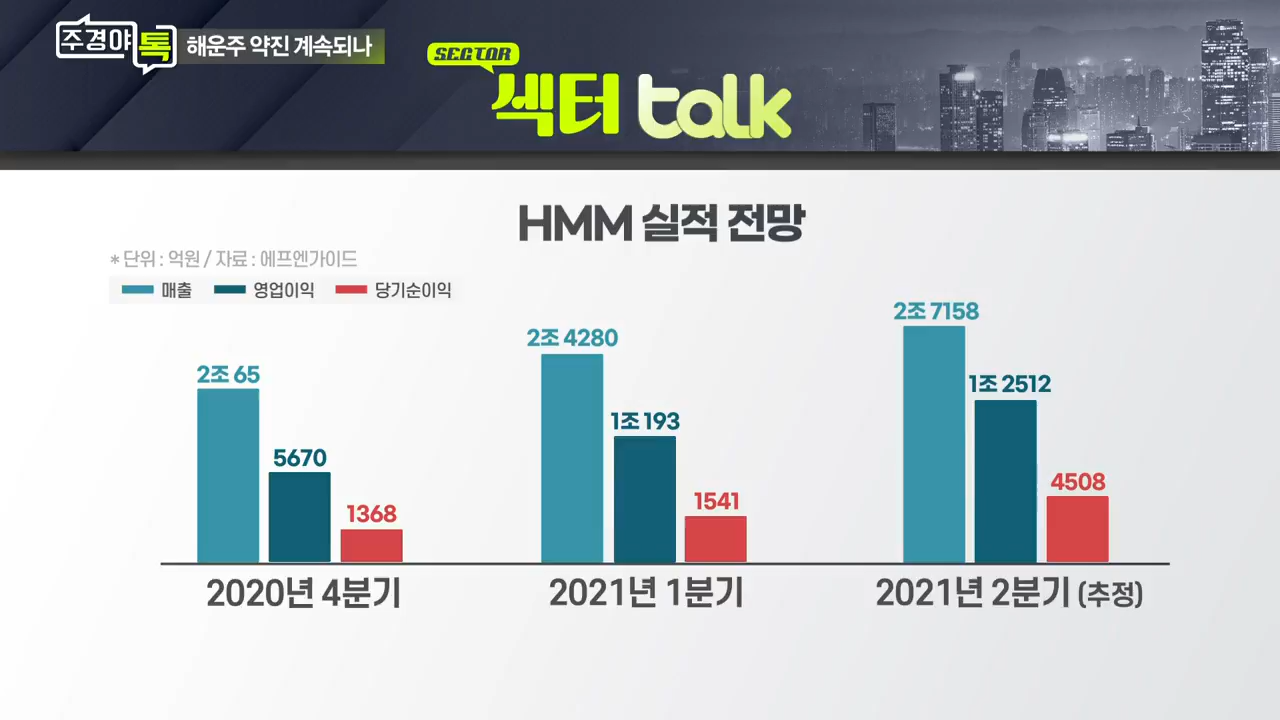 주경야톡 해운주 약진 계속되나
SECTOR
섹터 talk
HMM 실적 전망
* 단위 : 억원 / 자료 : 에프엔가이드
매출 영업이익 당기순이익
2조 65
5670
1368
2조 4280
1조 193
1541
2조 7158
1조 2512
4508
2020년 4분기
2021년 1분기
2021년 2분기 (추정)